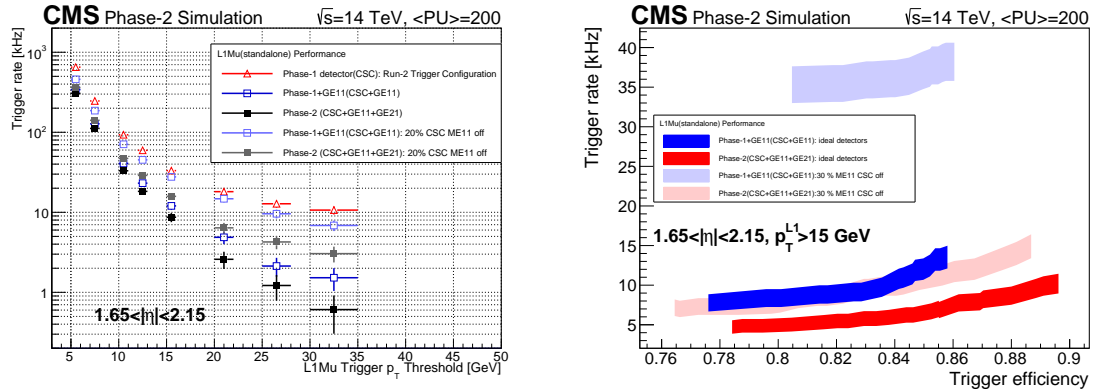 CMS Phase-2 Simulation √s=14 TeV, <PU>=200
Trigger rate [kHz]
10³
10²
10
1
L1Mu(standalone) Performance
Phase-1 detector(CSC): Run-2 Trigger Configuration
Phase-1+GE11(CSC+GE11)
Phase-2 (CSC+GE11+GE21)
Phase-1+GE11(CSC+GE11): 20% CSC ME11 off
Phase-2 (CSC+GE11+GE21): 20% CSC ME11 off
1.65<|η|<2.15
5 10 15 20 25 30 35 40 45 50
L1Mu Trigger p_T Threshold [GeV]
CMS Phase-2 Simulation √s=14 TeV, <PU>=200
Trigger rate [kHz]
40
35
30
25
20
15
10
5
L1Mu(standalone) Performance
Phase-1+GE11(CSC+GE11): ideal detectors
Phase-2(CSC+GE11+GE21): ideal detectors
Phase-1+GE11(CSC+GE11):30 % ME11 CSC off
Phase-2(CSC+GE11+GE21):30 % ME11 CSC off
1.65<|η|<2.15, p_T^L1>15 GeV
0.76 0.78 0.8 0.82 0.84 0.86 0.88 0.9
Trigger efficiency